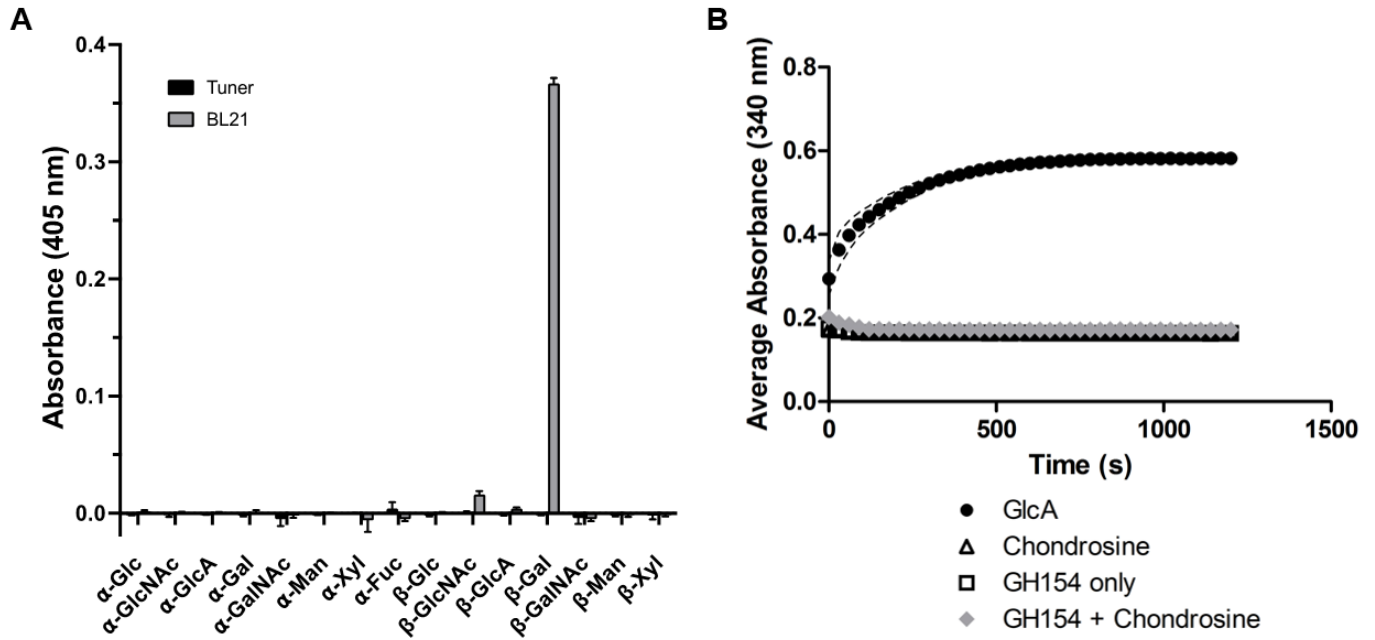 A
Absorbance (405 nm)
0.4
0.3
0.2
0.1
0.0
Tuner
BL21
α-Glc
α-GlcNAc
α-GlcA
α-Gal
α-GalNAc
α-Man
α-Xyl
α-Fuc
β-Glc
β-GlcNAc
β-GlcA
β-Gal
β-GalNAc
β-Man
β-Xyl
B
Average Absorbance (340 nm)
0.8
0.6
0.4
0.2
0.0
0
500
1000
1500
Time (s)
GlcA
Chondrosine
GH154 only
GH154 + Chondrosine